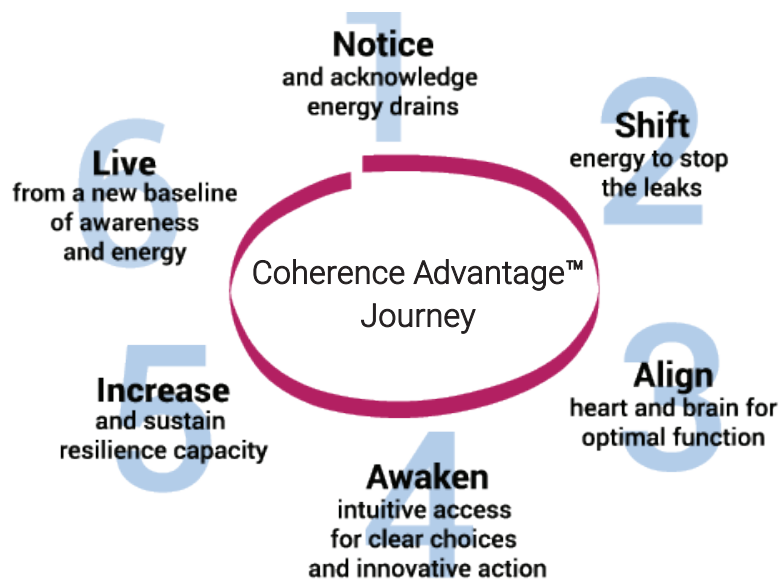 1
Notice
and acknowledge
energy drains
2
Shift
energy to stop
the leaks
3
Align
heart and brain for
optimal function
4
Awaken
intuitive access
for clear choices
and innovative action
5
Increase
and sustain
resilience capacity
6
Live
from a new baseline
of awareness
and energy
Coherence Advantage™
Journey